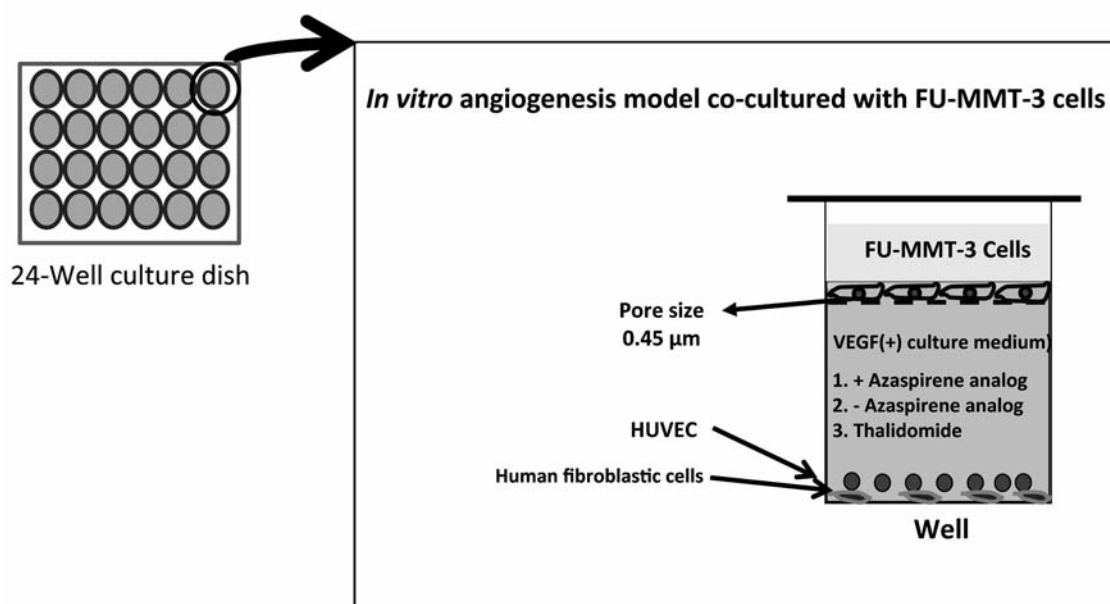 24-Well culture dish
In vitro angiogenesis model co-cultured with FU-MMT-3 cells
FU-MMT-3 Cells
Pore size
0.45 µm
VEGF(+) culture medium)
1. + Azaspirene analog
2. - Azaspirene analog
3. Thalidomide
HUVEC
Human fibroblastic cells
Well